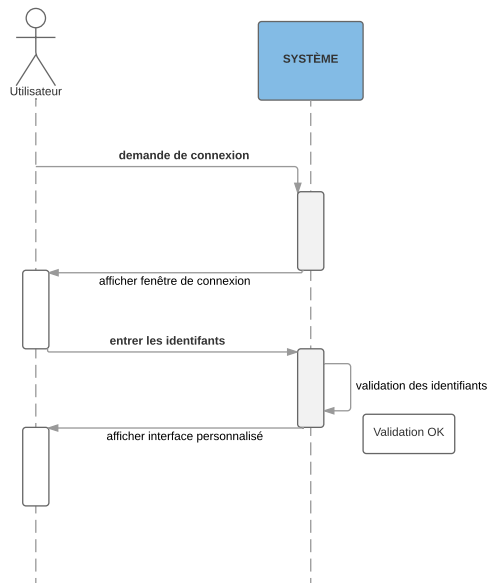 SYSTÈME
Utilisateur
demande de connexion
afficher fenêtre de connexion
entrer les identifants
validation des identifiants
Validation OK
afficher interface personnalisé